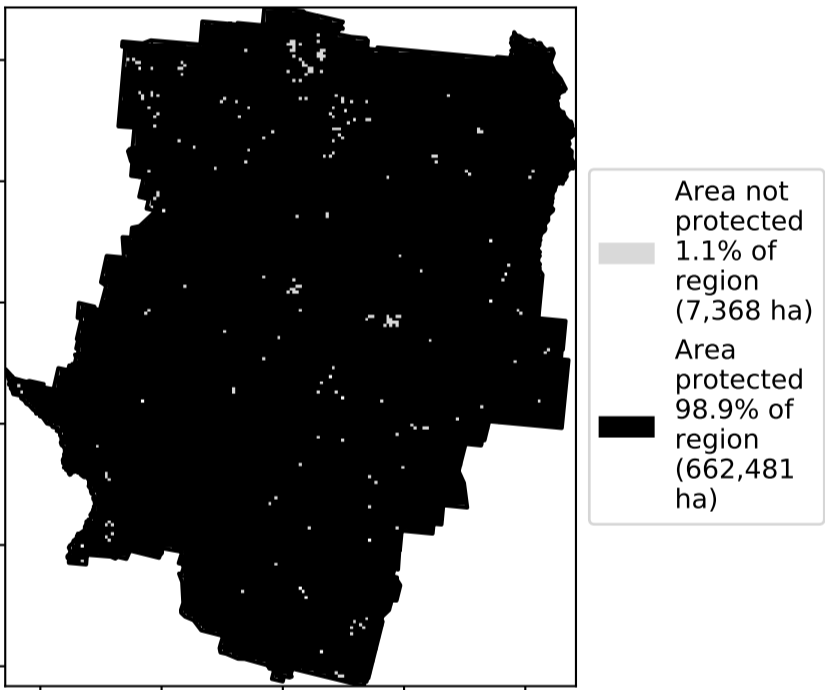 Area not
protected
1.1% of
region
(7,368 ha)
Area
protected
98.9% of
region
(662,481
ha)